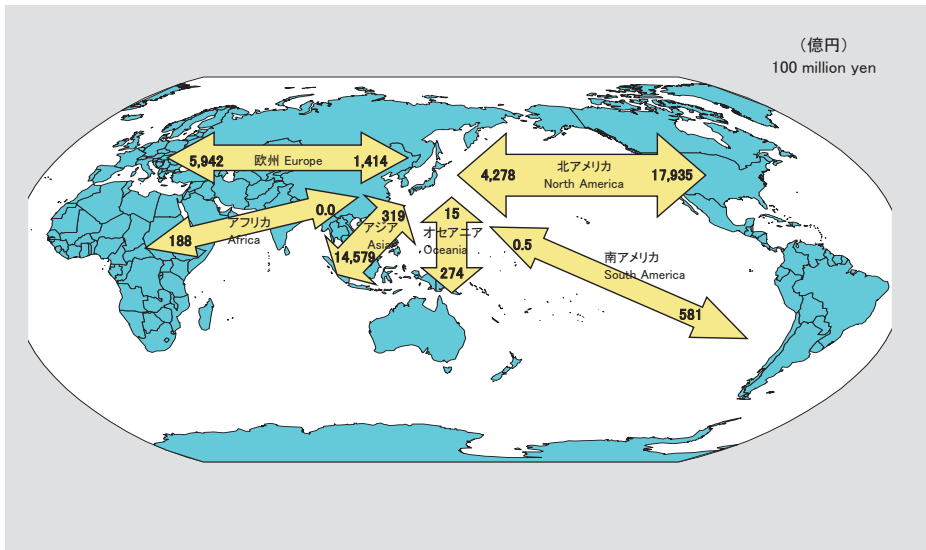 （億円）
100 million yen
5,942
欧州 Europe
1,414
4,278
北アメリカ
North America
17,935
188
アフリカ
Africa
0.0
319
アジア
Asia
14,579
15
オセアニア
Oceania
274
0.5
南アメリカ
South America
581